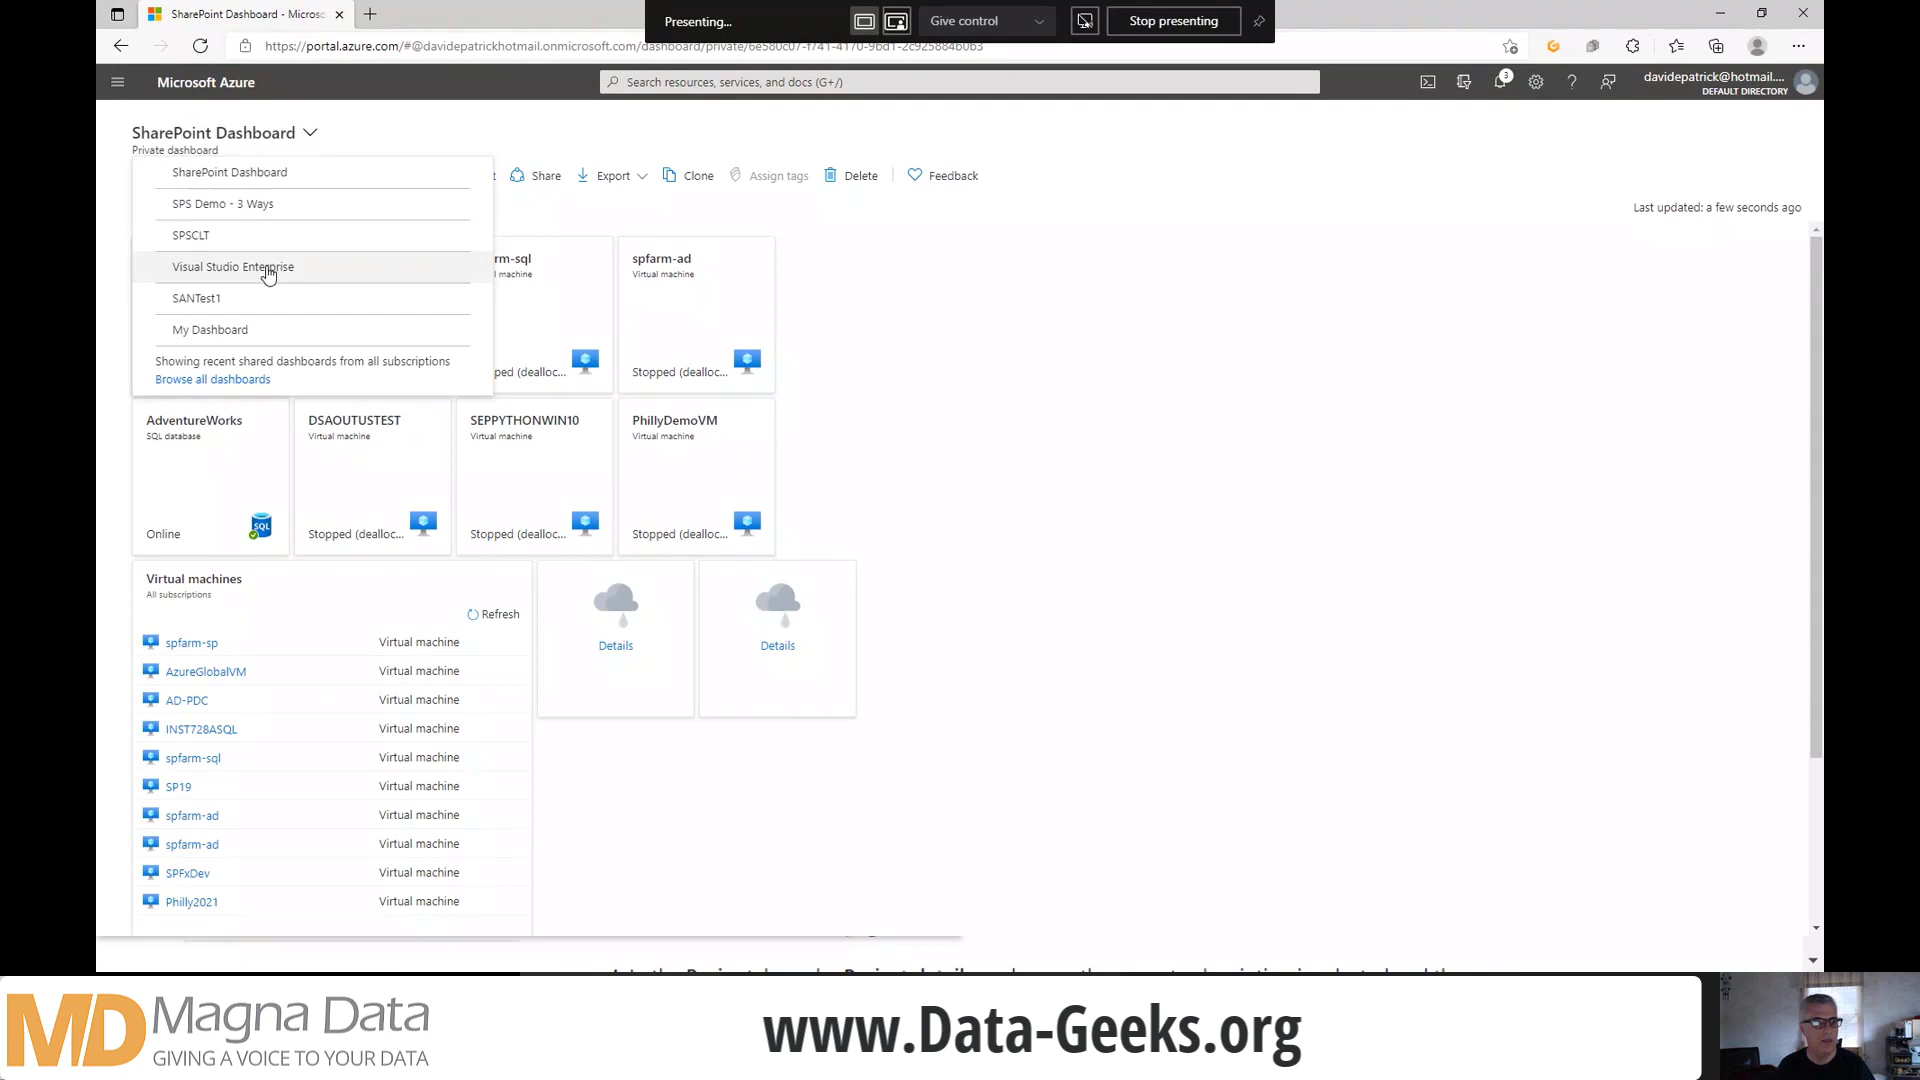 SharePoint Dashboard - Microso
Presenting...
Give control
Stop presenting
https://portal.azure.com/#@davidepatrickhotmail.onmicrosoft.com/dashboard/private/6e580c07-f741-4170-9bd1-2c925884b0b3
Microsoft Azure
Search resources, services, and docs (G+/)
3
davidepatrick@hotmail....
DEFAULT DIRECTORY
SharePoint Dashboard
Private dashboard
Share
Export
Clone
Assign tags
Delete
Feedback
Last updated: a few seconds ago
SharePoint Dashboard
SPS Demo - 3 Ways
SPSCLT
Visual Studio Enterprise
SANTest1
My Dashboard
Showing recent shared dashboards from all subscriptions
Browse all dashboards
rm-sql
l machine
ped (dealloc...
spfarm-ad
Virtual machine
Stopped (dealloc...
AdventureWorks
SQL database
Online
SQL
DSAOUTUSTEST
Virtual machine
Stopped (dealloc...
SEPPYTHONWIN10
Virtual machine
Stopped (dealloc...
PhillyDemoVM
Virtual machine
Stopped (dealloc...
Virtual machines
All subscriptions
Refresh
spfarm-sp Virtual machine
AzureGlobalVM Virtual machine
AD-PDC Virtual machine
INST728ASQL Virtual machine
spfarm-sql Virtual machine
SP19 Virtual machine
spfarm-ad Virtual machine
spfarm-ad Virtual machine
SPFxDev Virtual machine
Philly2021 Virtual machine
Details
Details
MD Magna Data
GIVING A VOICE TO YOUR DATA
www.Data-Geeks.org